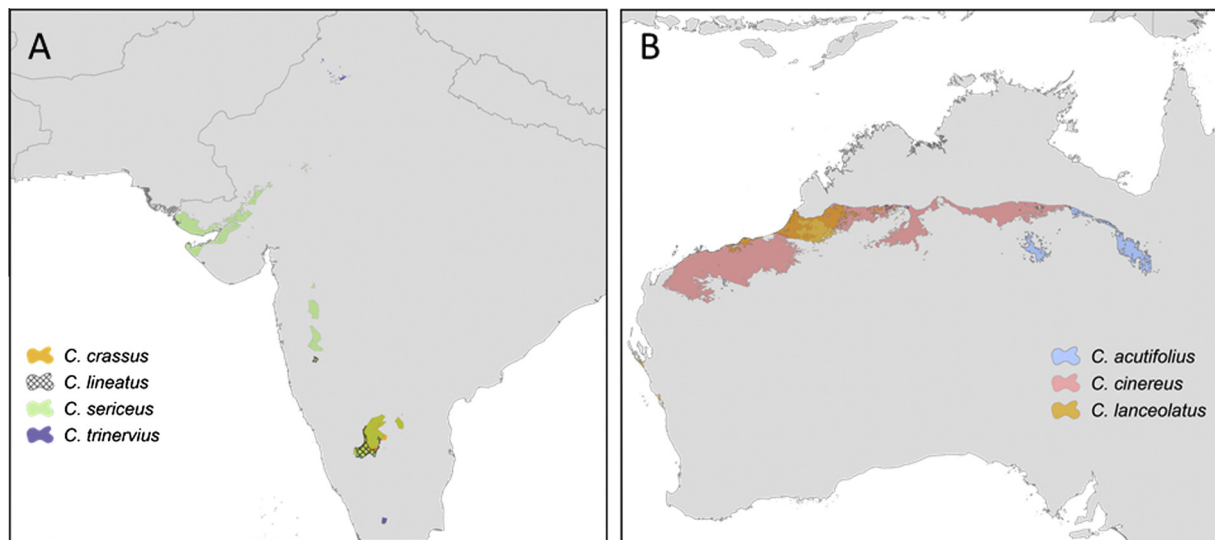 A
C. crassus
C. lineatus
C. sericeus
C. trinervius
B
C. acutifolius
C. cinereus
C. lanceolatus